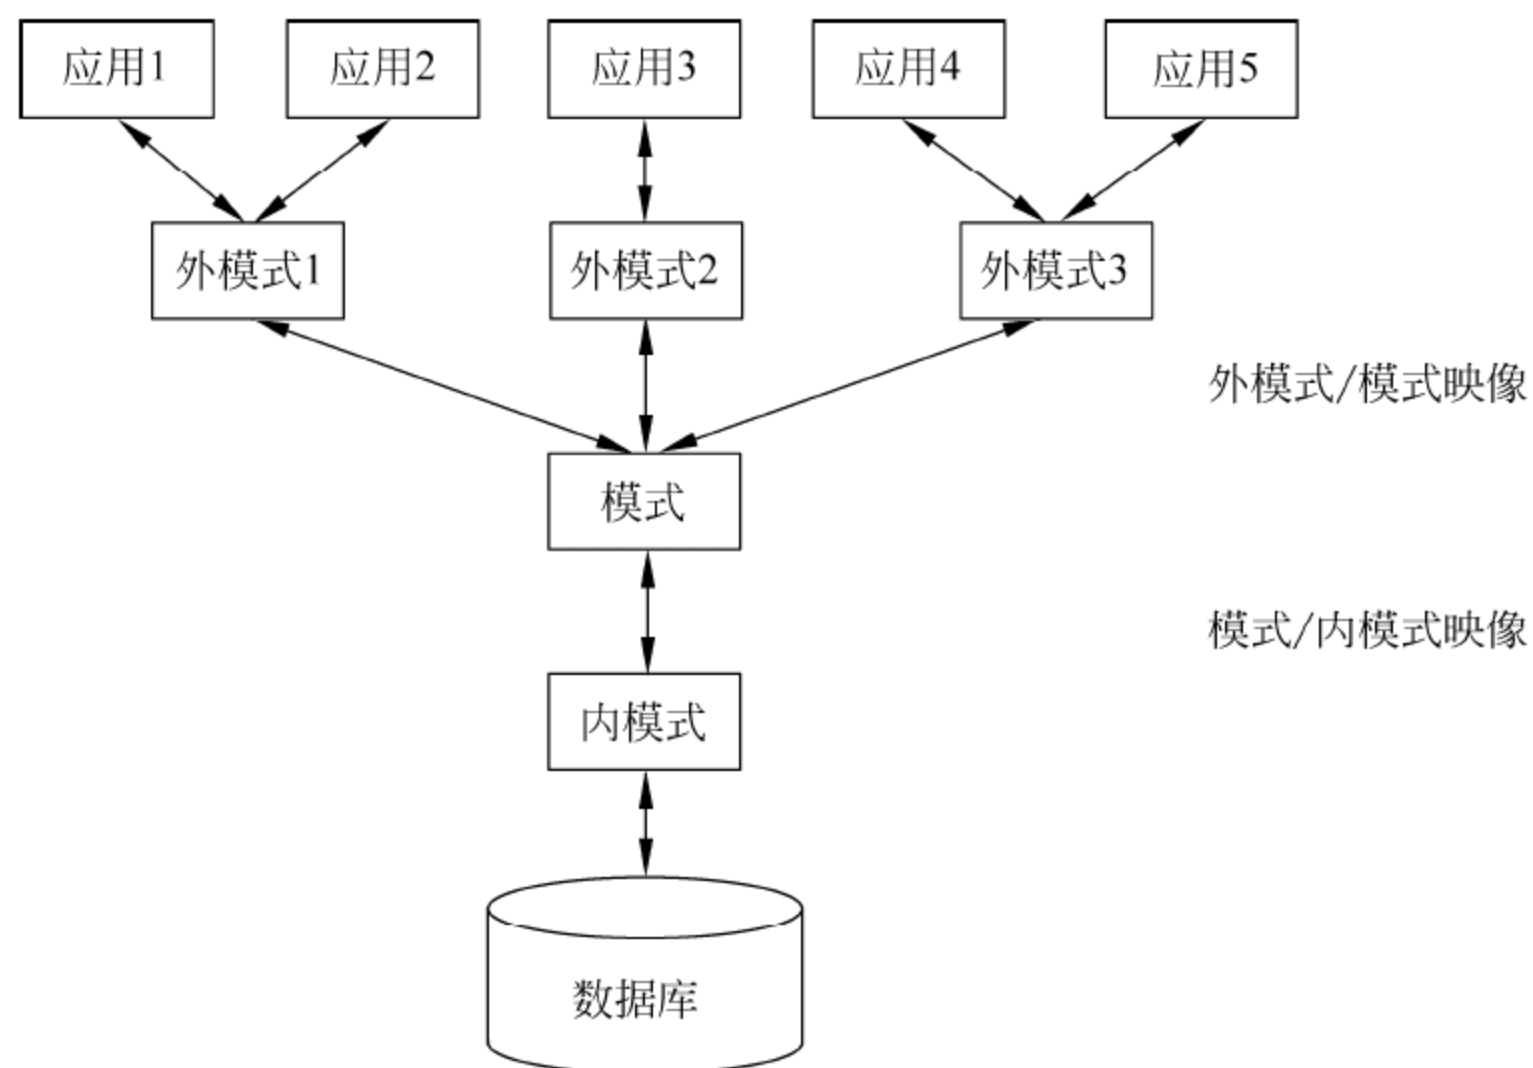 应用1
应用2
应用3
应用4
应用5
外模式1
外模式2
外模式3
外模式/模式映像
模式
模式/内模式映像
内模式
数据库